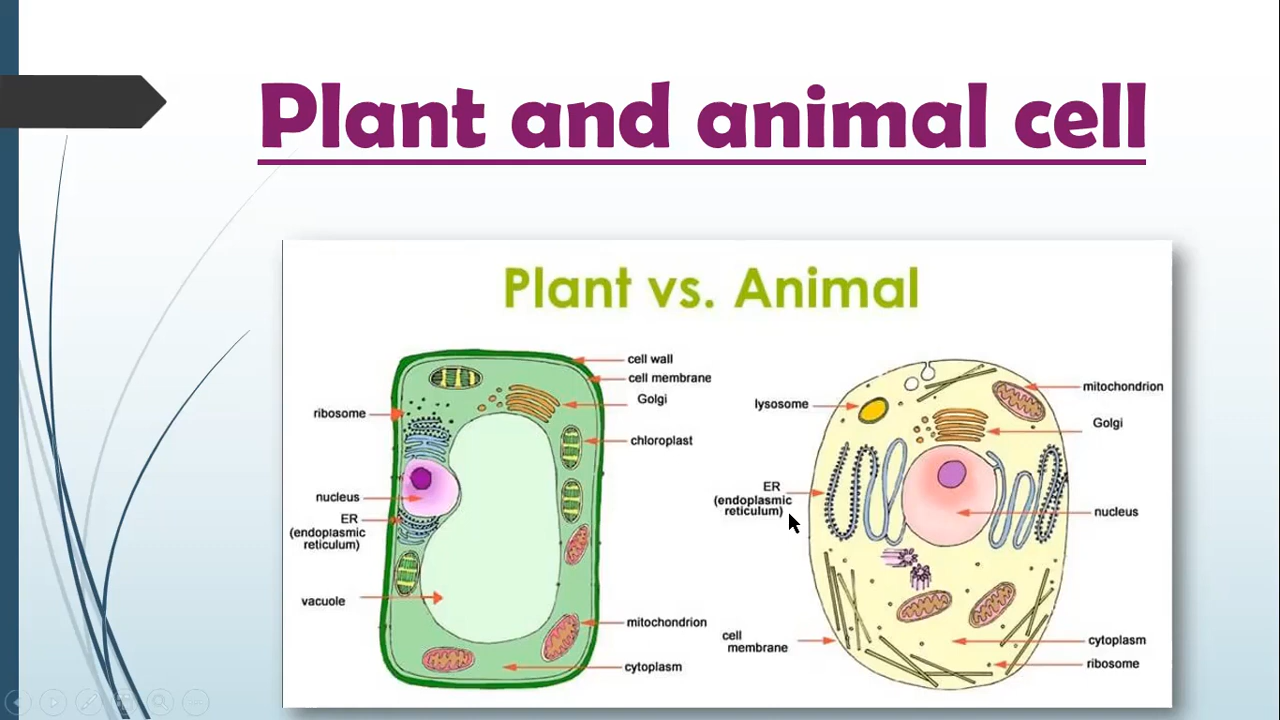 Plant and animal cell
Plant vs. Animal
cell wall
cell membrane
Golgi
ribosome
chloroplast
nucleus
ER
(endoplasmic
reticulum)
vacuole
mitochondrion
cytoplasm
lysosome
mitochondrion
Golgi
ER
(endoplasmic
reticulum)
nucleus
cell
membrane
cytoplasm
ribosome